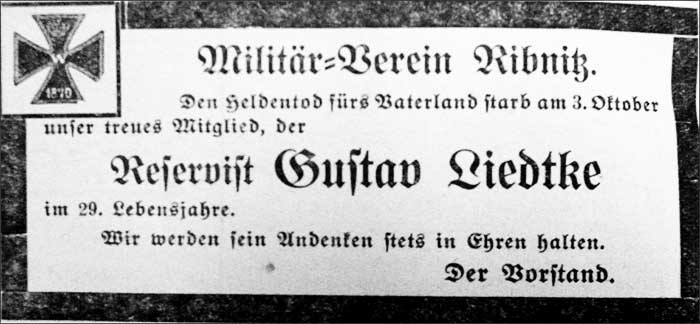 W
1870
Militär-Verein Ribnitz.
Den Heldentod fürs Vaterland starb am 3. Oktober
unser treues Mitglied, der
Reservist Gustav Liedtke
im 29. Lebensjahre.
Wir werden sein Andenken stets in Ehren halten.
Der Vorstand.